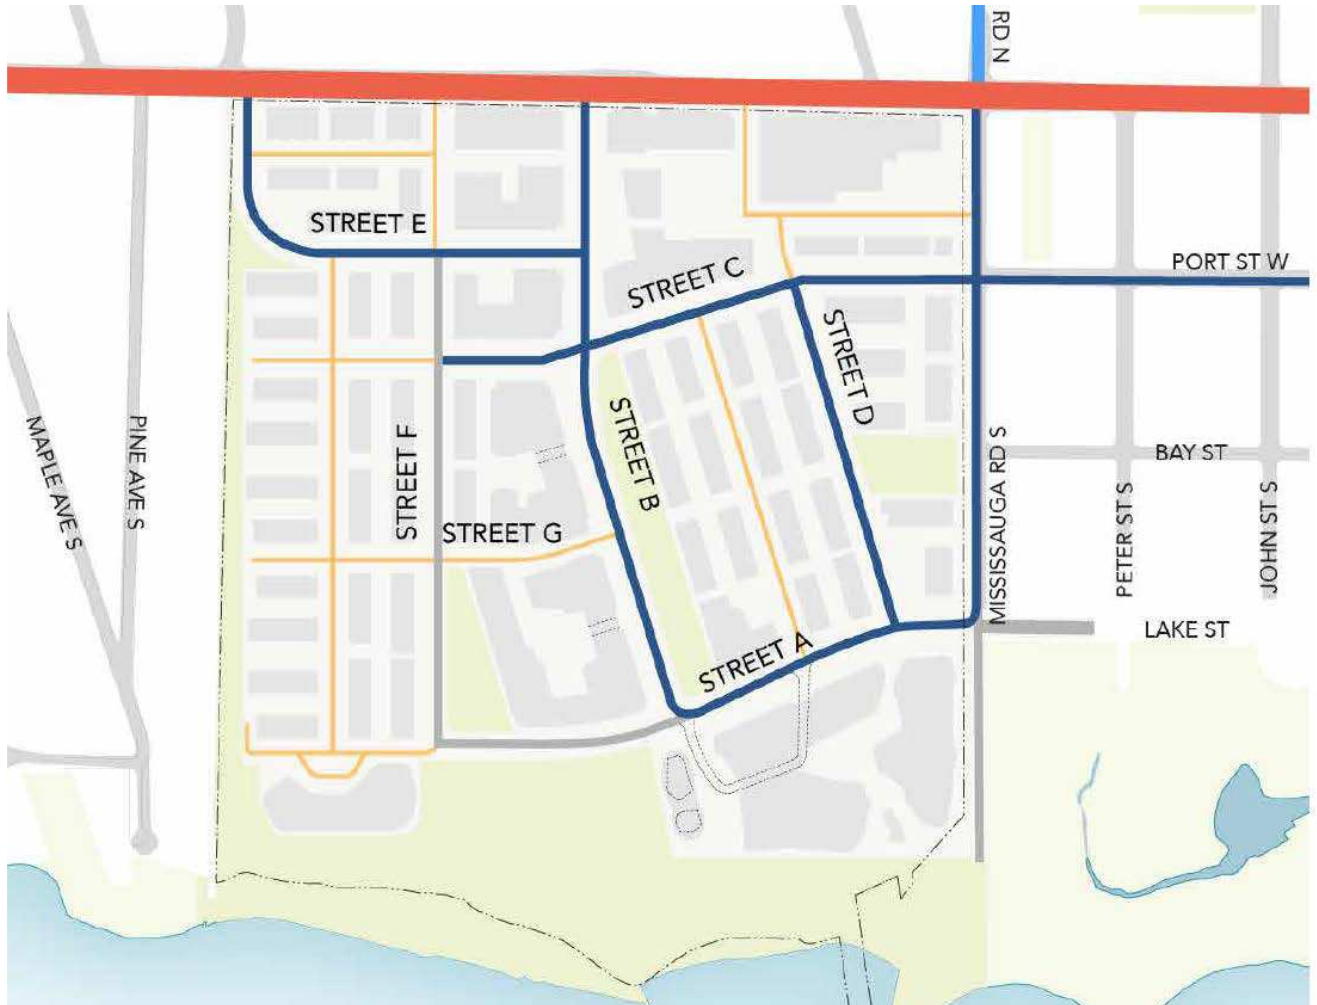 RD N
STREET E
PORT ST W
STREET C
STREET D
STREET B
MAPLE AVE S
PINE AVE S
STREET F
STREET G
MISSISSAUGA RD S
BAY ST
PETER ST S
JOHN ST S
LAKE ST
STREET A